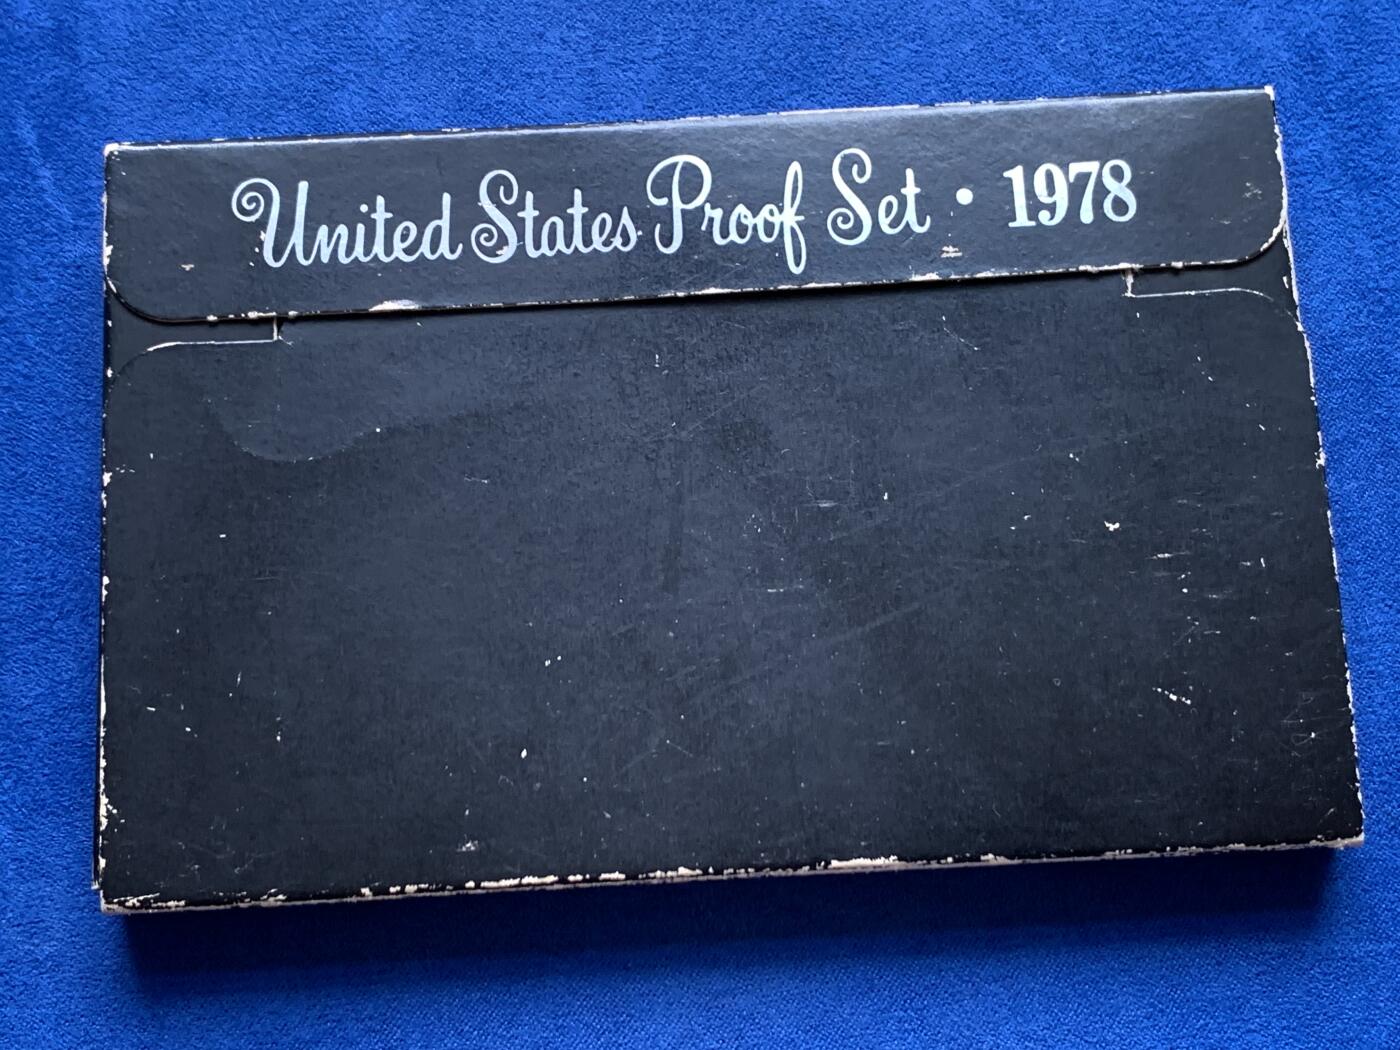 United States Proof Set • 1978